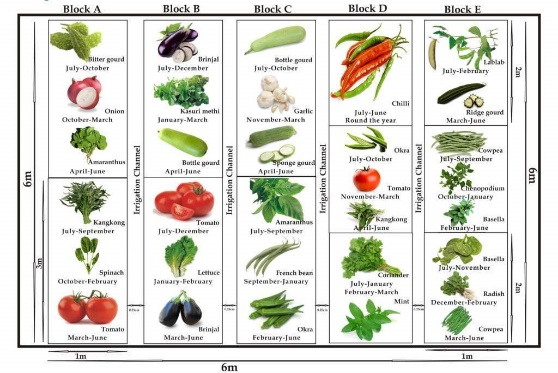 Block A
Block B
Block C
Block D
Block E
Bitter gourd
July-October
Onion
October-March
Amaranthus
April-June
Kangkong
July-September
Spinach
October-February
Tomato
March-June
Irrigation Channel
Brinjal
July-December
Kasuri methi
January-March
Bottle gourd
April-June
Tomato
July-December
Lettuce
January-February
Brinjal
March-June
Irrigation Channel
Bottle gourd
July-October
Garlic
November-March
Sponge gourd
April-June
Amaranthus
July-September
French bean
September-January
Okra
February-June
Irrigation Channel
Chilli
July-June
Round the year
Okra
July-October
Tomato
November-March
Kangkong
April-June
Coriander
July-January
February-March
Mint
Irrigation Channel
Lablab
July-February
Ridge gourd
March-June
Cowpea
July-September
Chenopodium
October-January
Basella
February-June
Basella
July-November
Radish
December-February
Cowpea
March-June
6m
3m
2m
6m
2m
1m
1m
6m